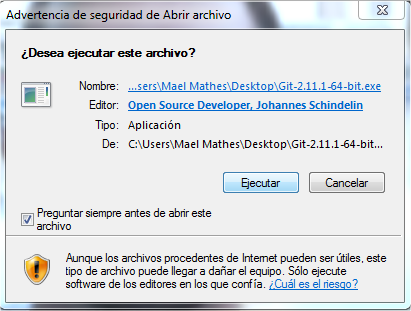 Advertencia de seguridad de Abrir archivo
¿Desea ejecutar este archivo?
Nombre: ...sers\Mael Mathes\Desktop\Git-2.11.1-64-bit.exe
Editor: Open Source Developer, Johannes Schindelin
Tipo: Aplicación
De: C:\Users\Mael Mathes\Desktop\Git-2.11.1-64-bit...
Ejecutar Cancelar
Preguntar siempre antes de abrir este
archivo
Aunque los archivos procedentes de Internet pueden ser útiles, este
tipo de archivo puede llegar a dañar el equipo. Sólo ejecute
software de los editores en los que confía. ¿Cuál es el riesgo?